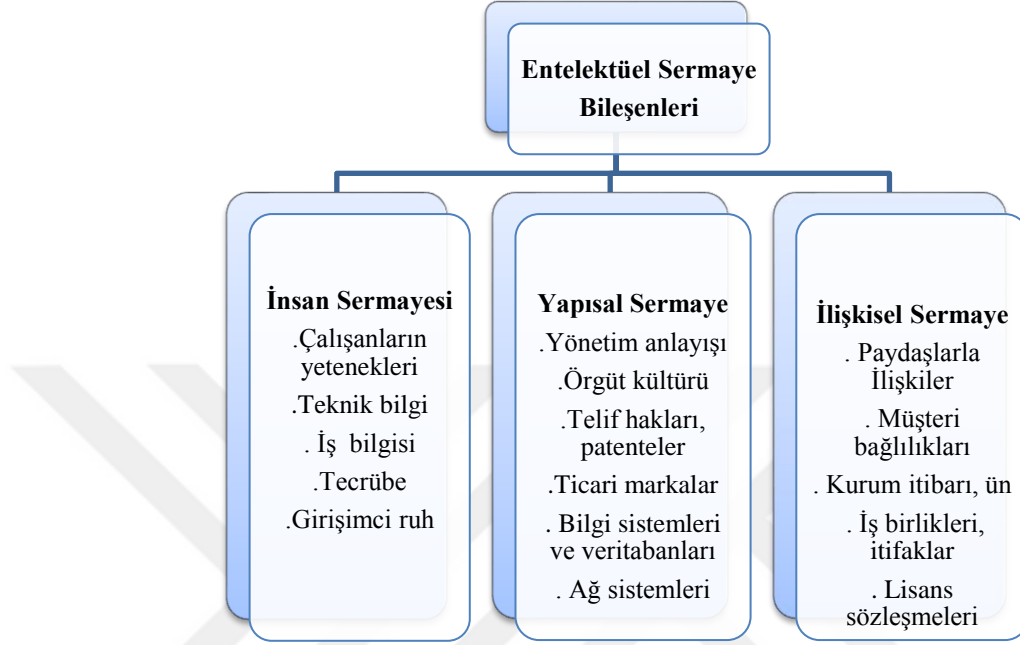 Entelektüel Sermaye
Bileşenleri
İnsan Sermayesi
.Çalışanların
yetenekleri
.Teknik bilgi
. İş bilgisi
.Tecrübe
.Girişimci ruh
Yapısal Sermaye
.Yönetim anlayışı
.Örgüt kültürü
.Telif hakları,
patenteler
.Ticari markalar
. Bilgi sistemleri
ve veritabanları
. Ağ sistemleri
İlişkisel Sermaye
. Paydaşlarla
İlişkiler
. Müşteri
bağlılıkları
. Kurum itibarı, ün
. İş birlikleri,
itifaklar
. Lisans
sözleşmeleri